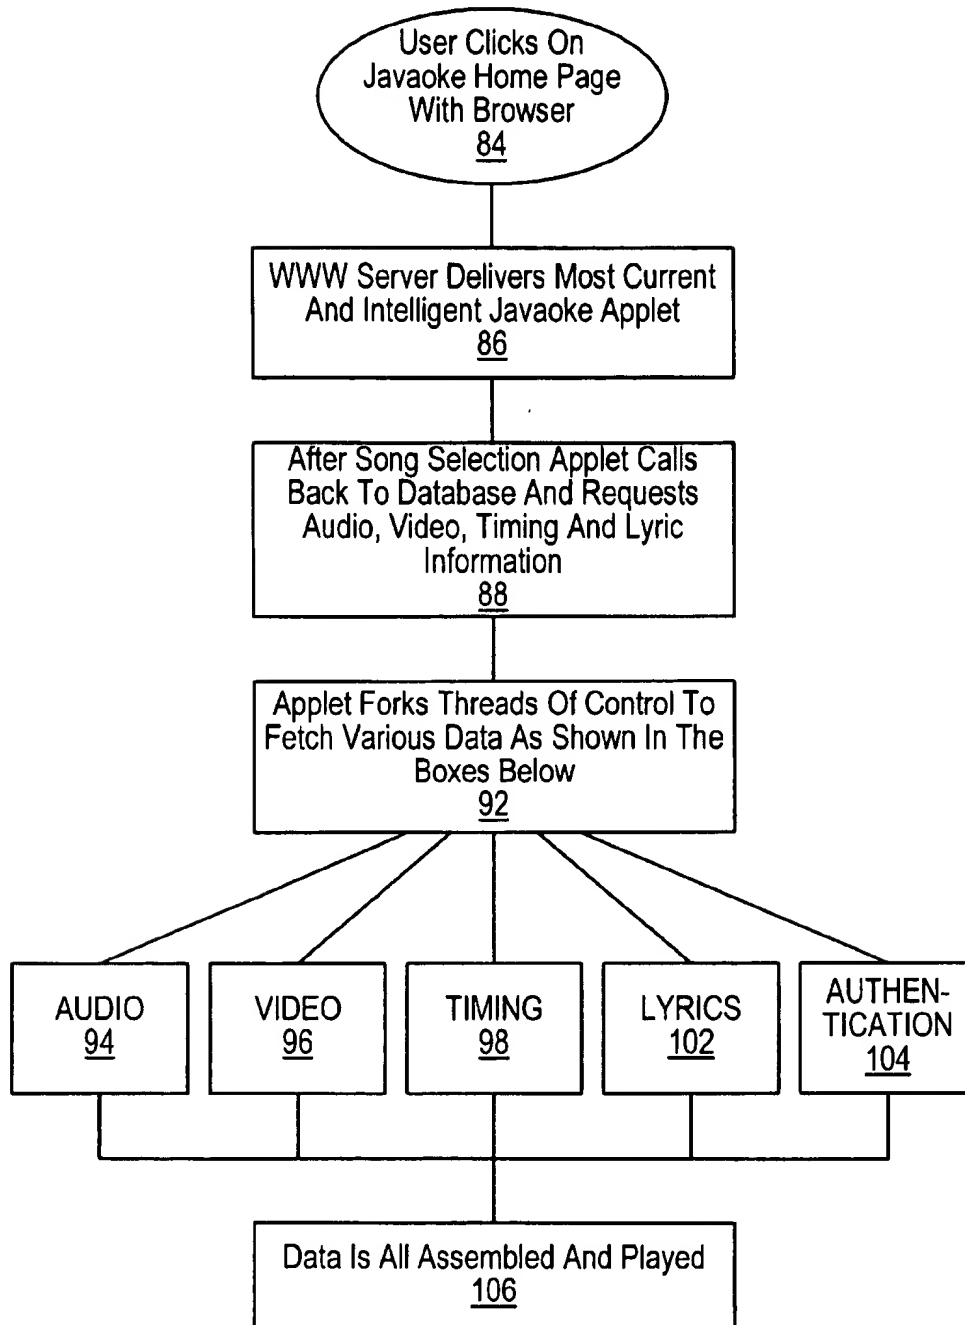 User Clicks On
Javaoke Home Page
With Browser
84
WWW Server Delivers Most Current
And Intelligent Javaoke Applet
86
After Song Selection Applet Calls
Back To Database And Requests
Audio, Video, Timing And Lyric
Information
88
Applet Forks Threads Of Control To
Fetch Various Data As Shown In The
Boxes Below
92
AUDIO
94
VIDEO
96
TIMING
98
LYRICS
102
AUTHEN-
TICATION
104
Data Is All Assembled And Played
106